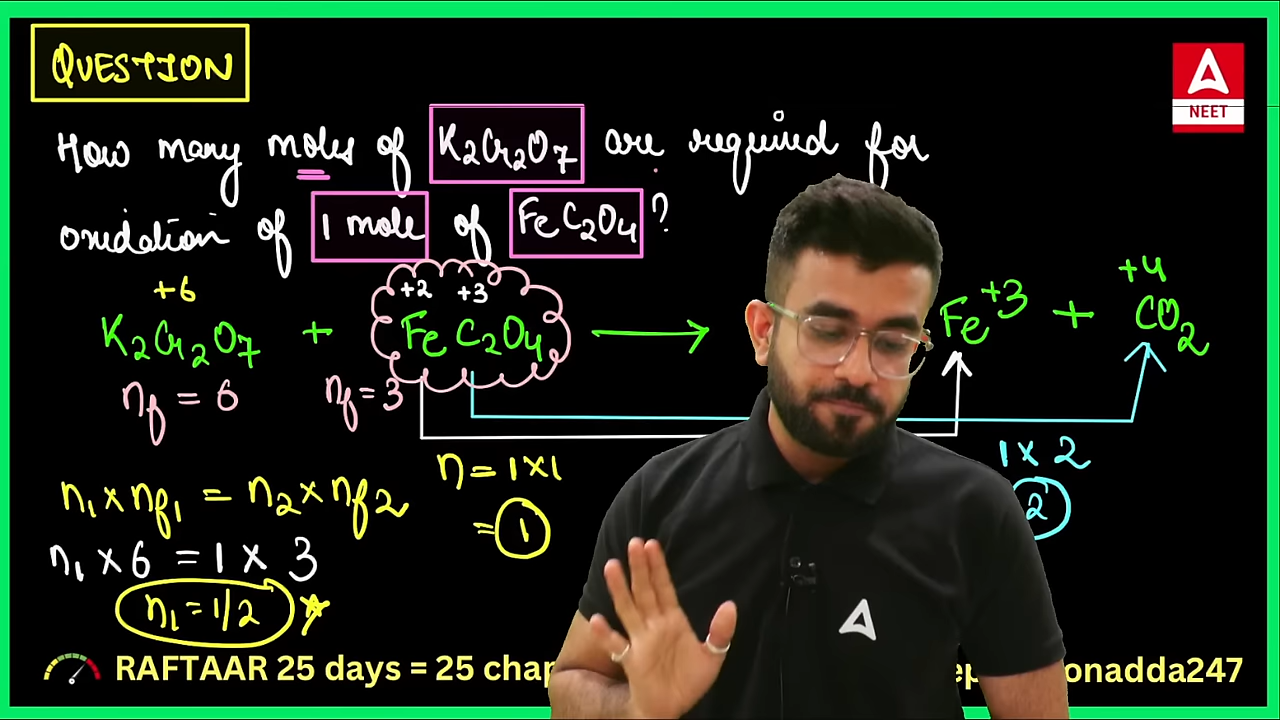 QUESTION
NEET
How many moles of K2Cr2O7 are required for
oxidation of 1 mole of FeC2O4?
+6 +2 +3 +3 +4
K2Cr2O7 + FeC2O4 → Fe + CO2
nf = 6 nf = 3
n = 1×1 1×2
n1×nf1 = n2×nf2 = 1 2
n1×6 = 1×3
n1 = 1/2
RAFTAAR 25 days = 25 chap onadda247